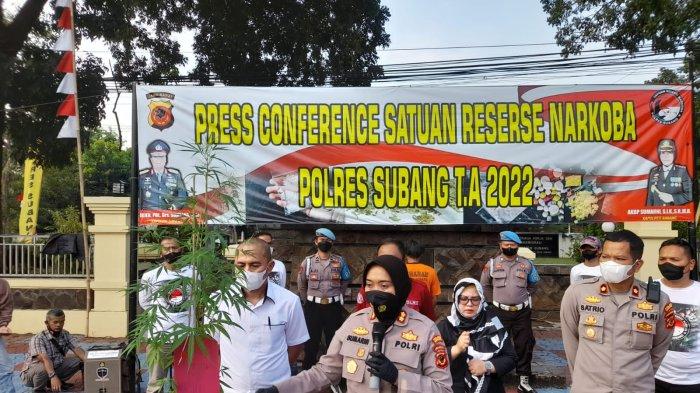 PRESS CONFERENCE SATUAN RESERSE NARKOBA
POLRES SUBANG T.A 2022
AKBP SUMARNI, S.I.K, S.H, M.H
SUMARNI
POLRI
SATRIO
POLRI